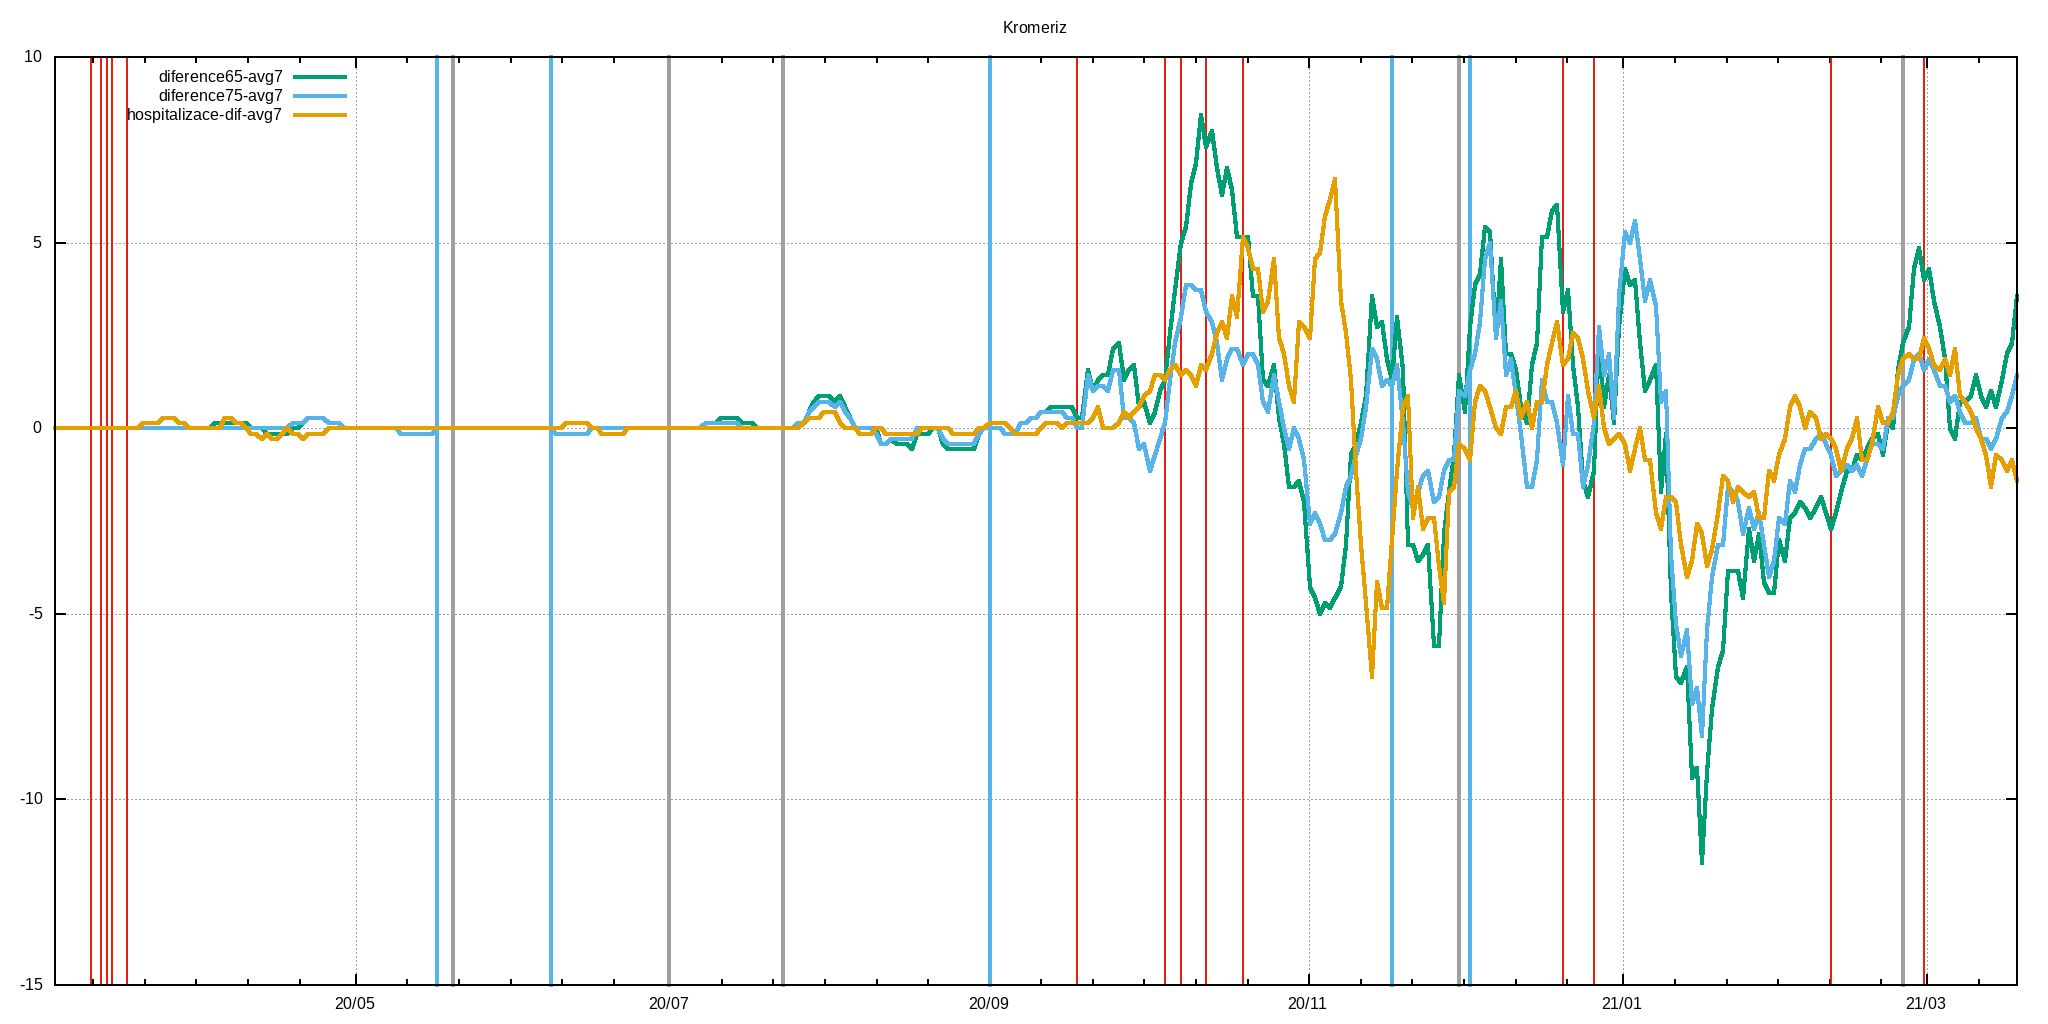 Kromeriz
diference65-avg7
diference75-avg7
hospitalizace-dif-avg7
10
5
0
-5
-10
-15
20/05 20/07 20/09 20/11 21/01 21/03